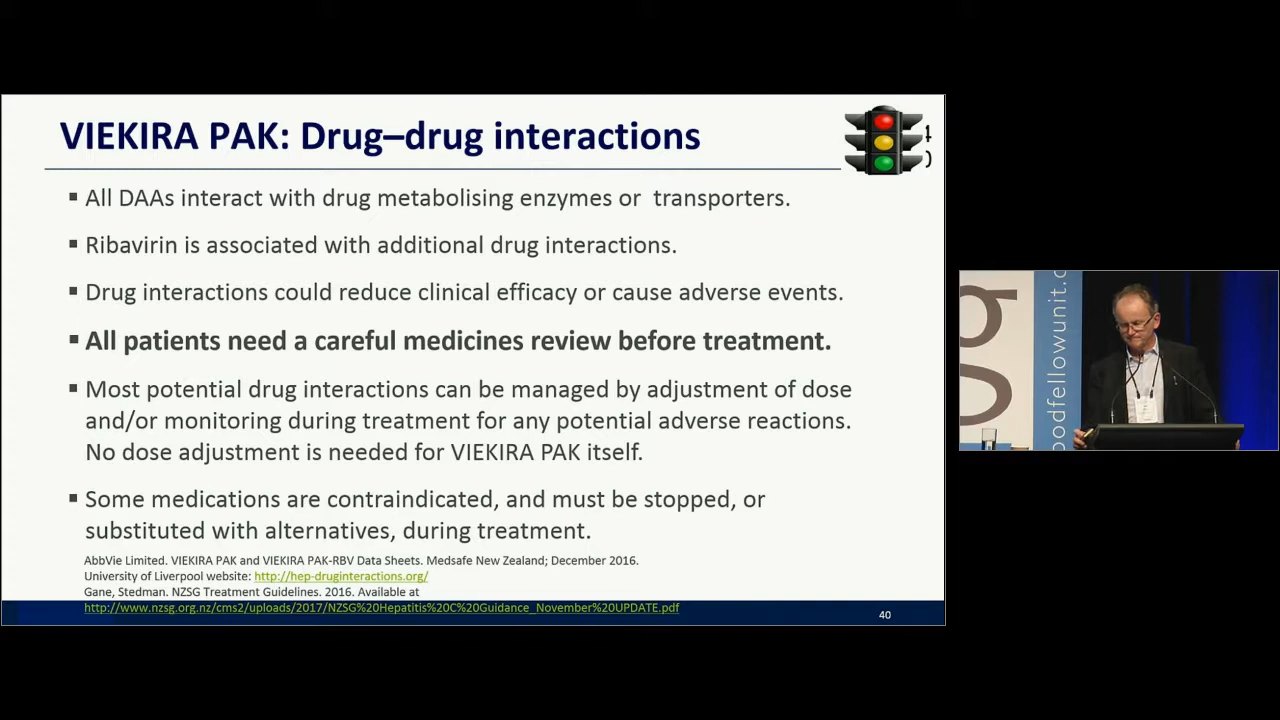 VIEKIRA PAK: Drug–drug interactions
4
0
▪ All DAAs interact with drug metabolising enzymes or transporters.
▪ Ribavirin is associated with additional drug interactions.
▪ Drug interactions could reduce clinical efficacy or cause adverse events.
▪ All patients need a careful medicines review before treatment.
▪ Most potential drug interactions can be managed by adjustment of dose
and/or monitoring during treatment for any potential adverse reactions.
No dose adjustment is needed for VIEKIRA PAK itself.
▪ Some medications are contraindicated, and must be stopped, or
substituted with alternatives, during treatment.
AbbVie Limited. VIEKIRA PAK and VIEKIRA PAK-RBV Data Sheets. Medsafe New Zealand; December 2016.
University of Liverpool website: http://hep-druginteractions.org/
Gane, Stedman. NZSG Treatment Guidelines. 2016. Available at
http://www.nzsg.org.nz/cms2/uploads/2017/NZSG%20Hepatitis%20C%20Guidance_November%20UPDATE.pdf
40
g
oodfellowunit.c